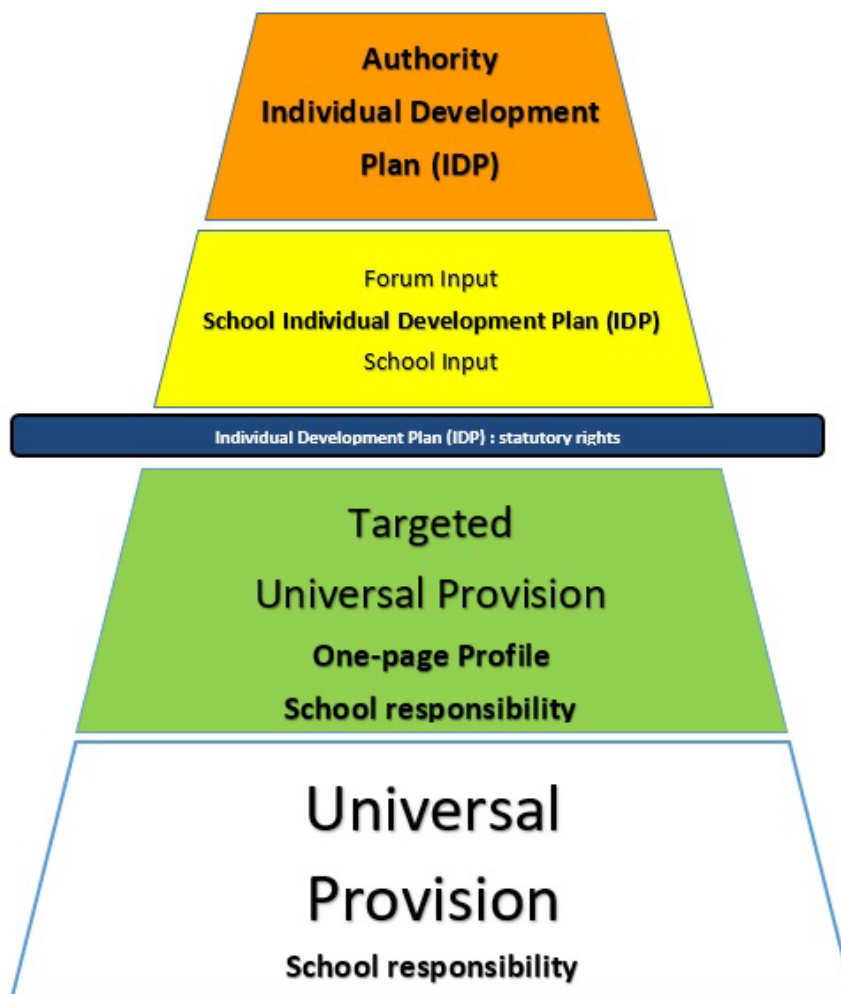 Authority
Individual Development
Plan (IDP)
Forum Input
School Individual Development Plan (IDP)
School Input
Individual Development Plan (IDP) : statutory rights
Targeted
Universal Provision
One-page Profile
School responsibility
Universal
Provision
School responsibility